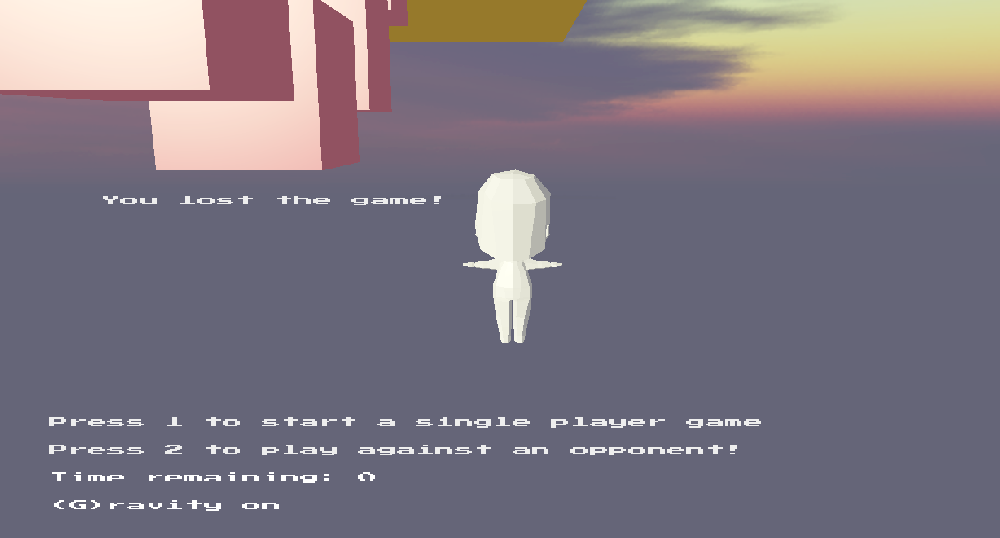 You lost the game!
Press 1 to start a single player game
Press 2 to play against an opponent!
Time remaining: 0
(G)ravity on